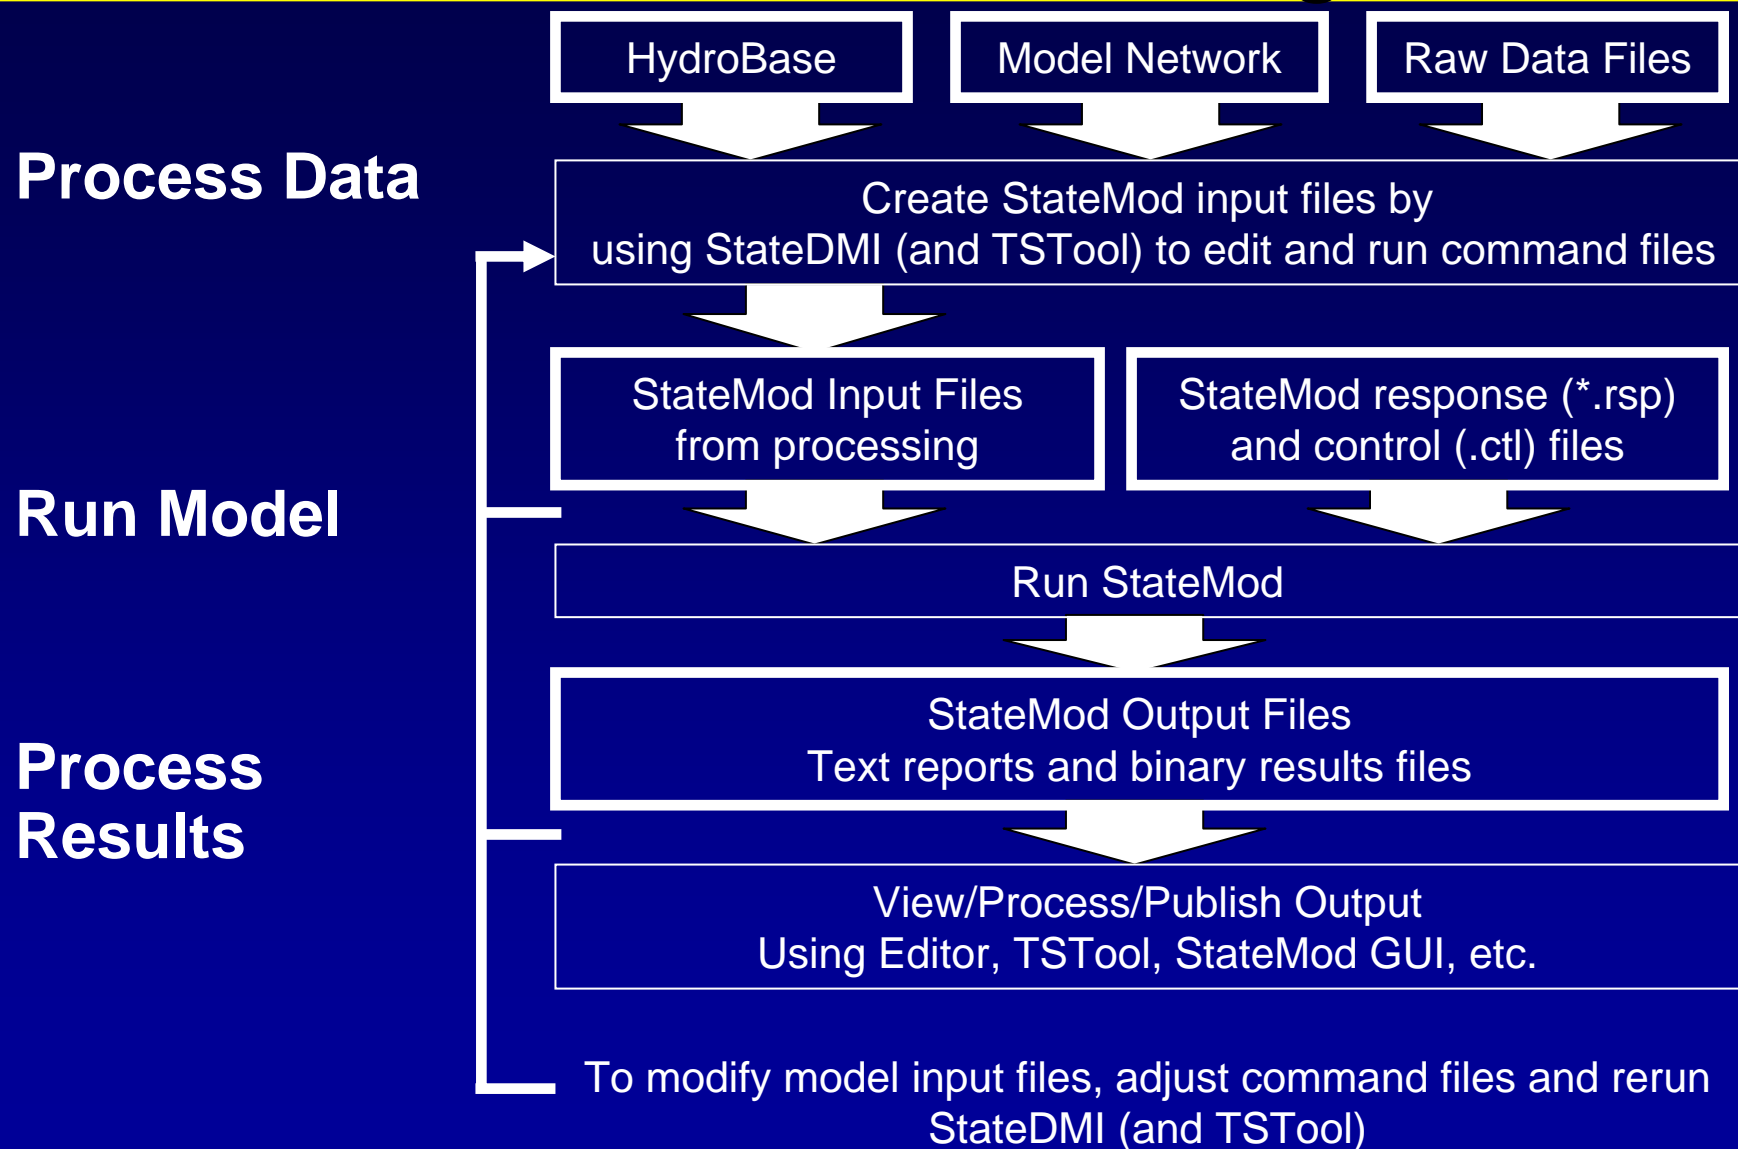 HydroBase
Model Network
Raw Data Files
Process Data
Create StateMod input files by
using StateDMI (and TSTool) to edit and run command files
StateMod Input Files
from processing
StateMod response (*.rsp)
and control (.ctl) files
Run Model
Run StateMod
StateMod Output Files
Text reports and binary results files
Process
Results
View/Process/Publish Output
Using Editor, TSTool, StateMod GUI, etc.
To modify model input files, adjust command files and rerun
StateDMI (and TSTool)